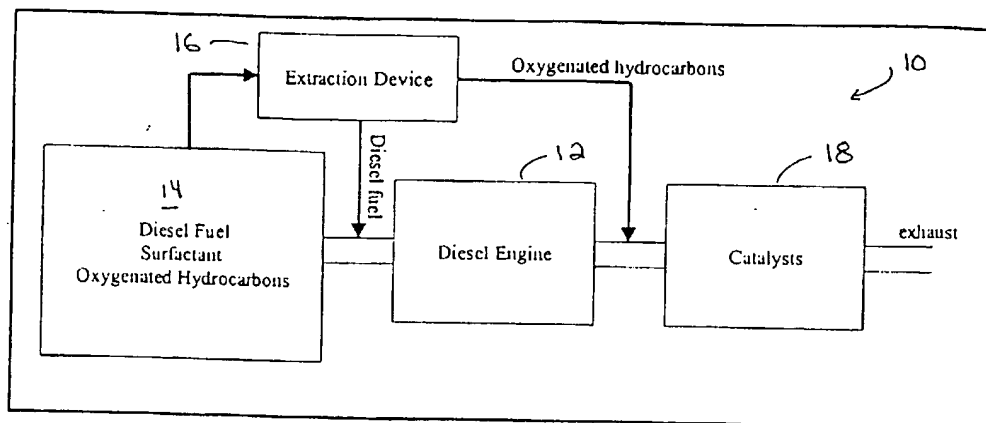 16
Extraction Device
Oxygenated hydrocarbons
10
Diesel fuel
12
18
14
Diesel Fuel
Surfactant
Oxygenated Hydrocarbons
Diesel Engine
Catalysts
exhaust